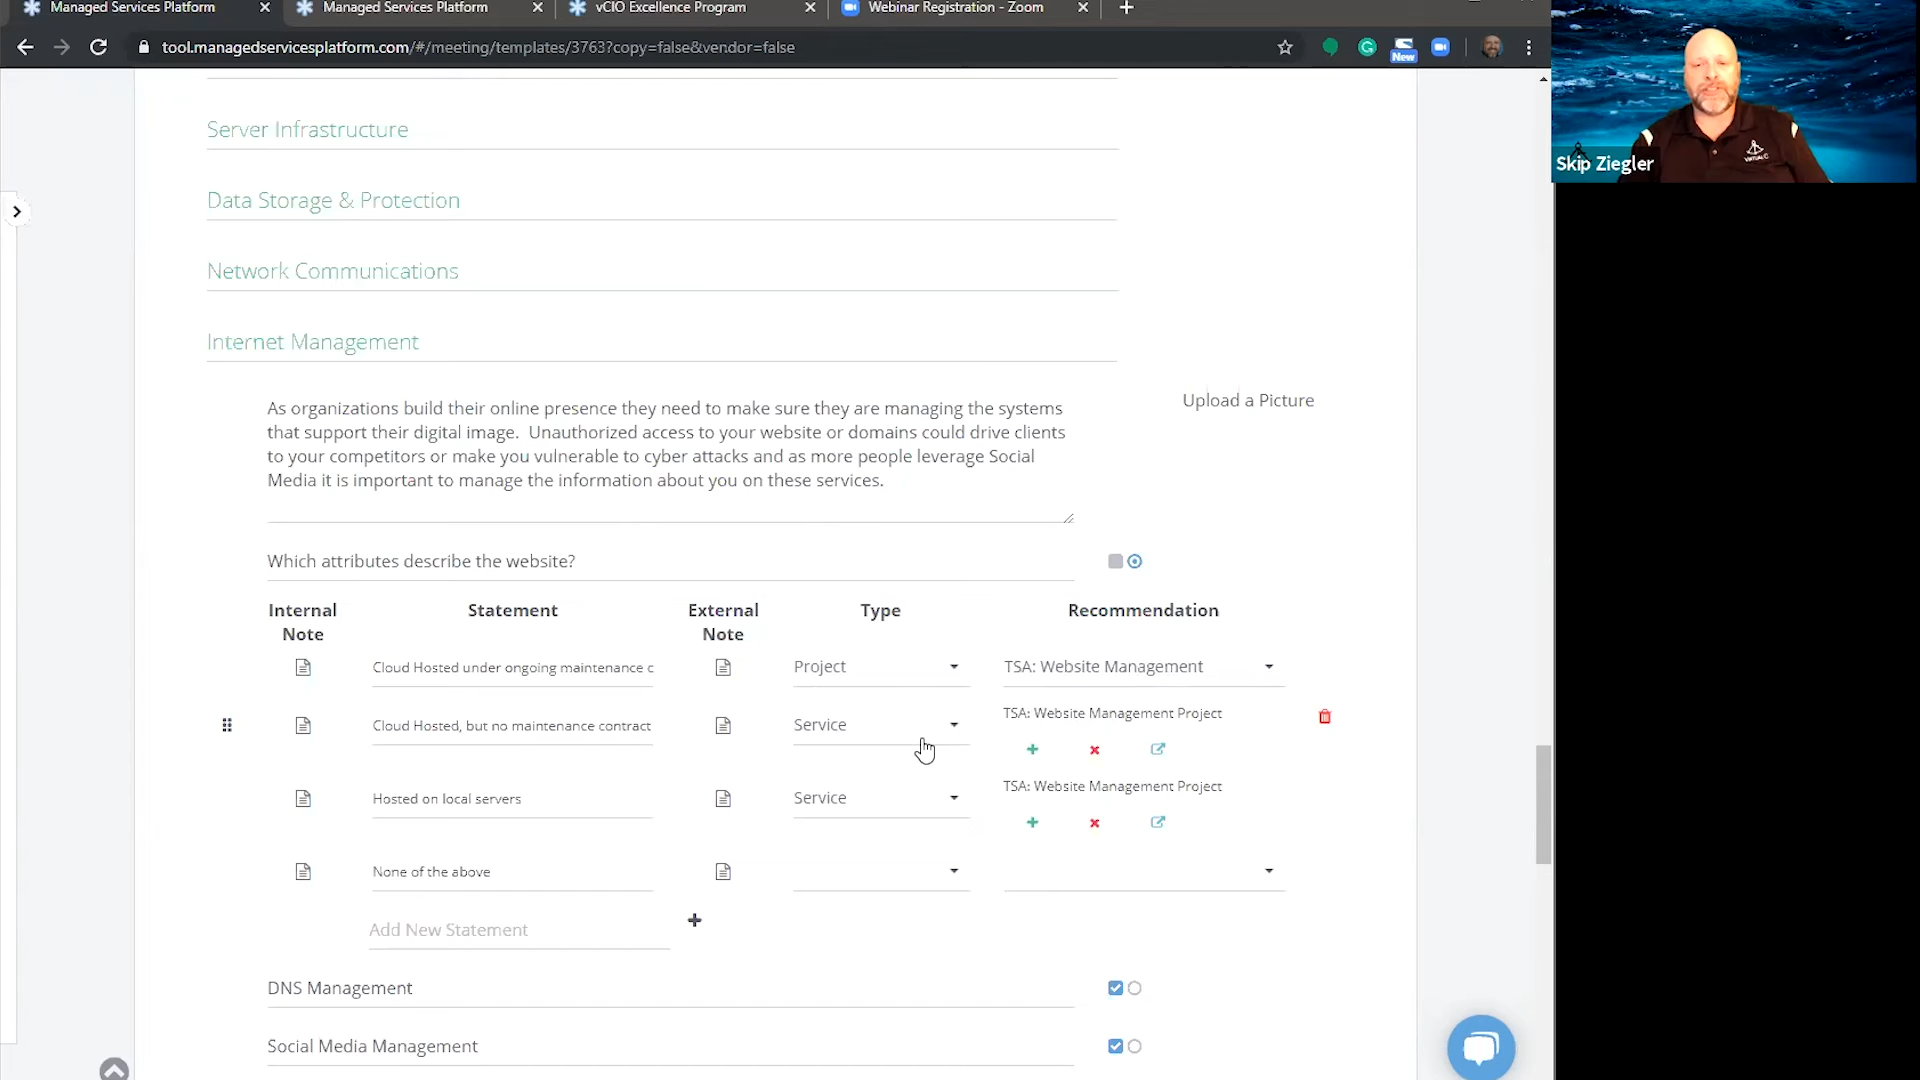 Managed Services Platform
Managed Services Platform
vCIO Excellence Program
Webinar Registration - Zoom
tool.managedservicesplatform.com/#/meeting/templates/3763?copy=false&vendor=false
New
Skip Ziegler
Server Infrastructure
Data Storage & Protection
Network Communications
Internet Management
As organizations build their online presence they need to make sure they are managing the systems
that support their digital image.  Unauthorized access to your website or domains could drive clients
to your competitors or make you vulnerable to cyber attacks and as more people leverage Social
Media it is important to manage the information about you on these services.
Upload a Picture
Which attributes describe the website?
Internal Note
Statement
External Note
Type
Recommendation
Cloud Hosted under ongoing maintenance c
Project
TSA: Website Management
Cloud Hosted, but no maintenance contract
Service
TSA: Website Management Project
Hosted on local servers
Service
TSA: Website Management Project
None of the above
Add New Statement
DNS Management
Social Media Management